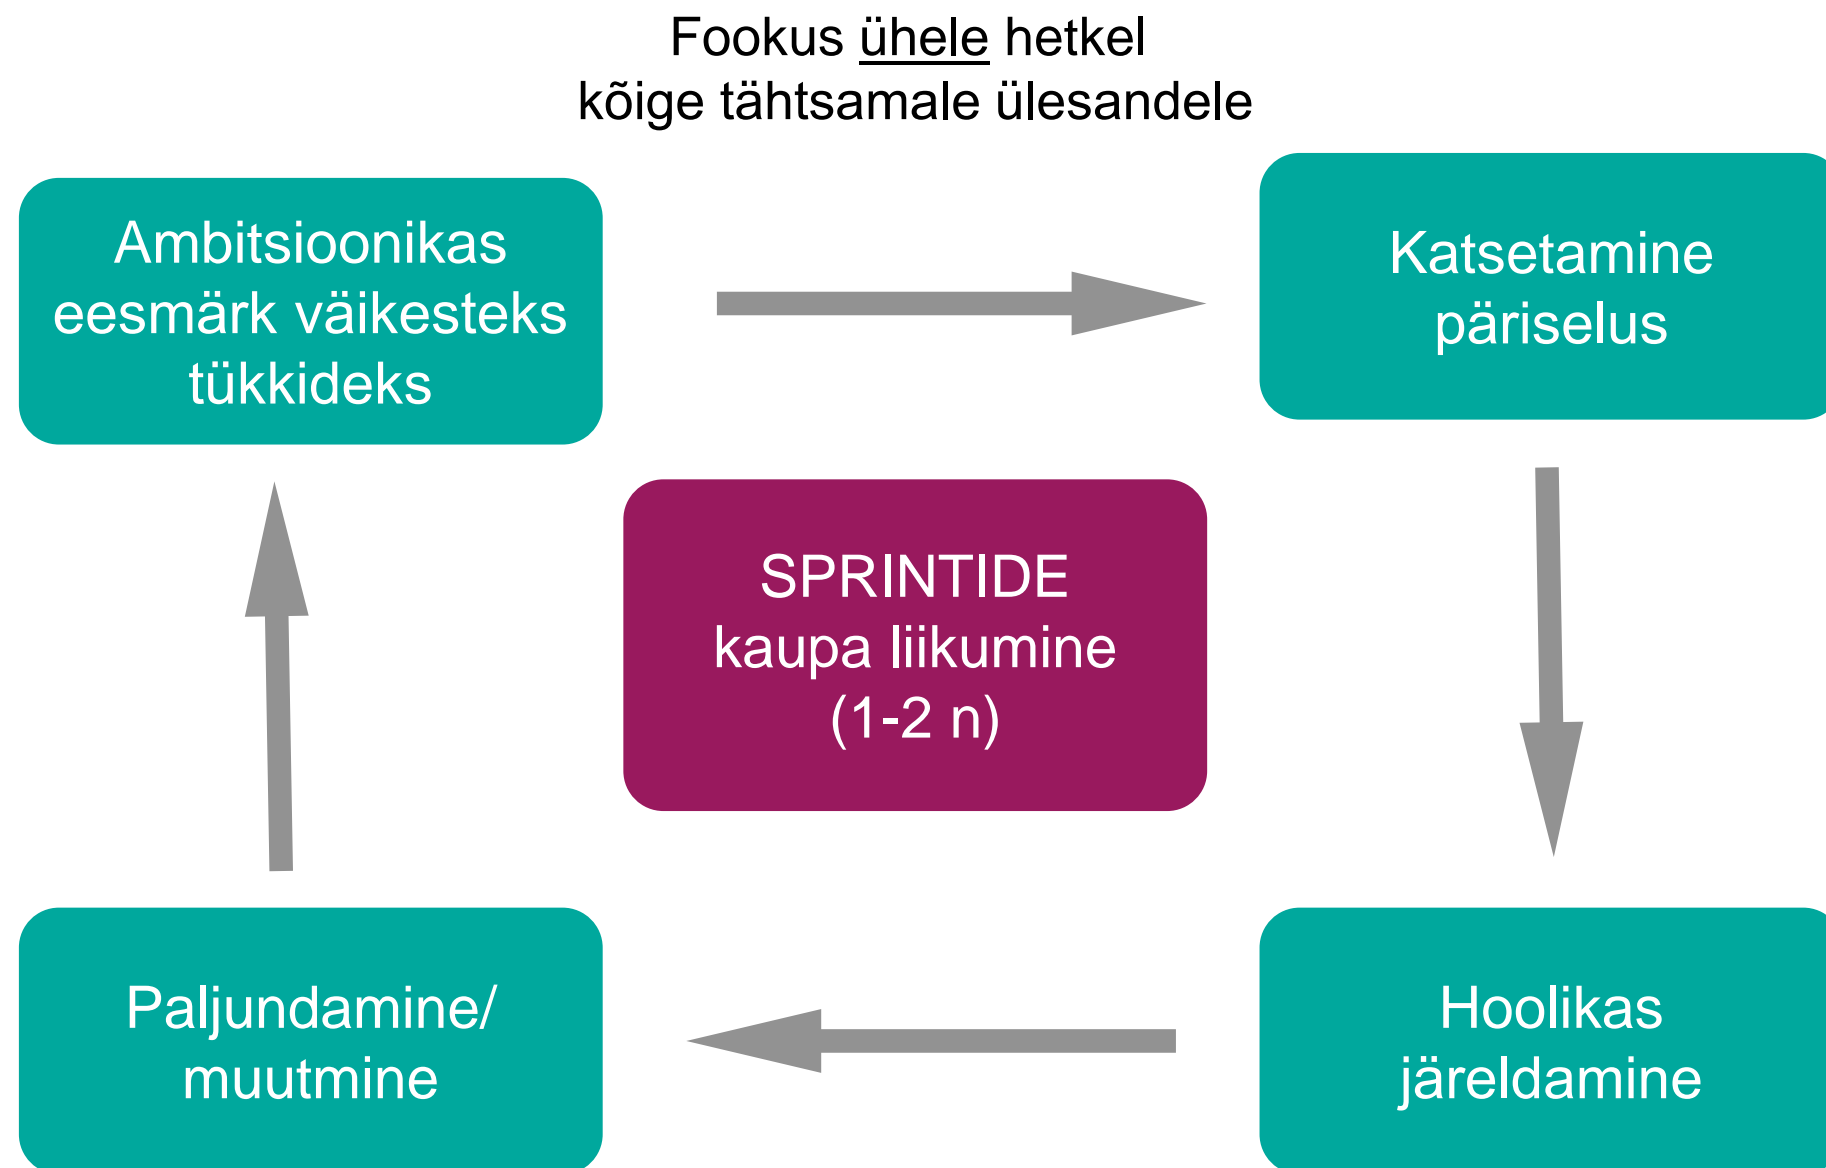 Fookus ühele hetkel
kõige tähtsamale ülesandele
Ambitsioonikas
eesmärk väikesteks
tükkideks
Katsetamine
päriselus
SPRINTIDE
kaupa liikumine
(1-2 n)
Paljundamine/
muutmine
Hoolikas
järeldamine